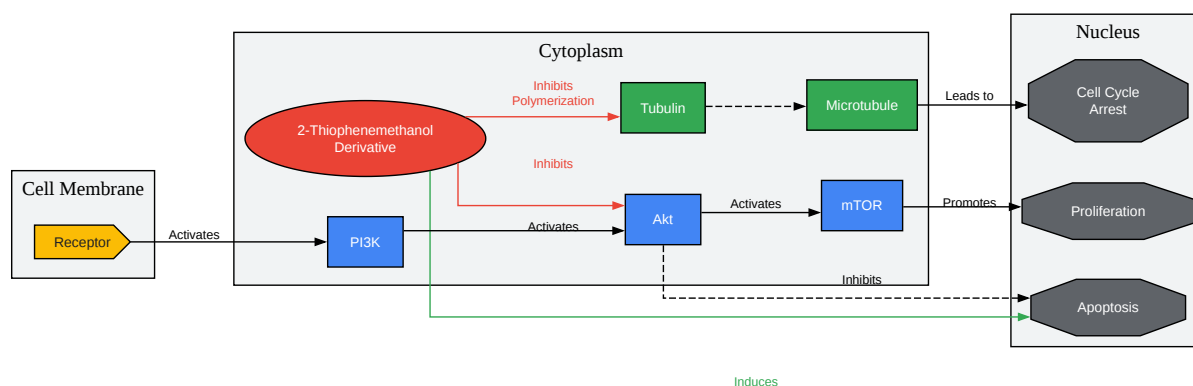 Nucleus
Cytoplasm
Inhibits
Polymerization
Tubulin
Microtubule
Leads to
Cell Cycle
Arrest
2-Thiophenemethanol
Derivative
Inhibits
Cell Membrane
Receptor
Activates
PI3K
Activates
Akt
Activates
mTOR
Promotes
Proliferation
Inhibits
Apoptosis
Induces